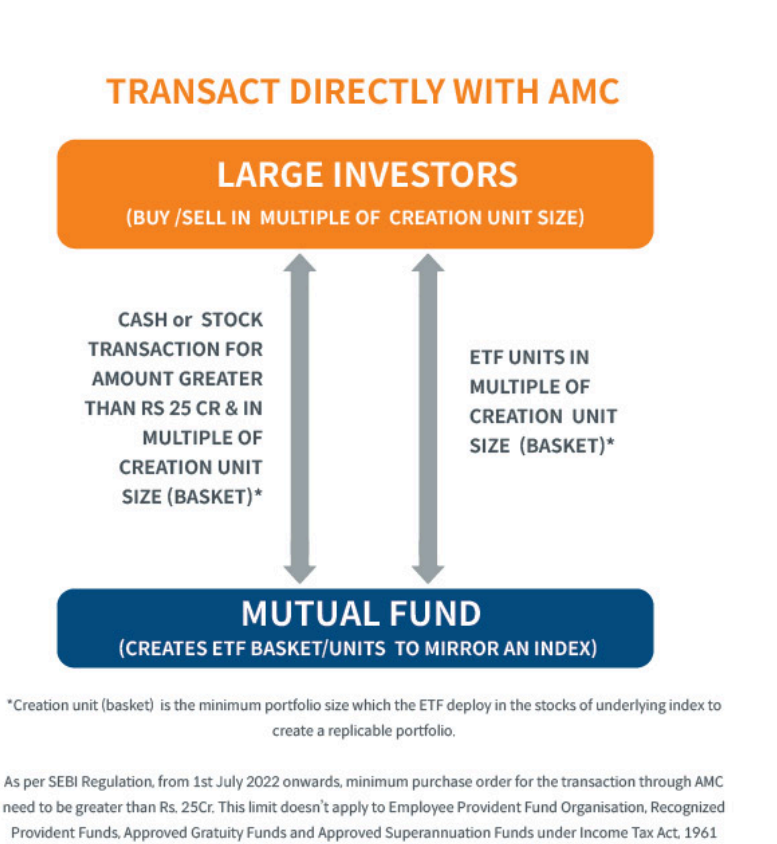 TRANSACT DIRECTLY WITH AMC
LARGE INVESTORS
(BUY /SELL IN MULTIPLE OF CREATION UNIT SIZE)
CASH or STOCK
TRANSACTION FOR
AMOUNT GREATER
THAN RS 25 CR & IN
MULTIPLE OF
CREATION UNIT
SIZE (BASKET)*
ETF UNITS IN
MULTIPLE OF
CREATION UNIT
SIZE (BASKET)*
MUTUAL FUND
(CREATES ETF BASKET/UNITS TO MIRROR AN INDEX)
*Creation unit (basket) is the minimum portfolio size which the ETF deploy in the stocks of underlying index to
create a replicable portfolio.
As per SEBI Regulation, from 1st July 2022 onwards, minimum purchase order for the transaction through AMC
need to be greater than Rs. 25Cr. This limit doesn't apply to Employee Provident Fund Organisation, Recognized
Provident Funds, Approved Gratuity Funds and Approved Superannuation Funds under Income Tax Act, 1961